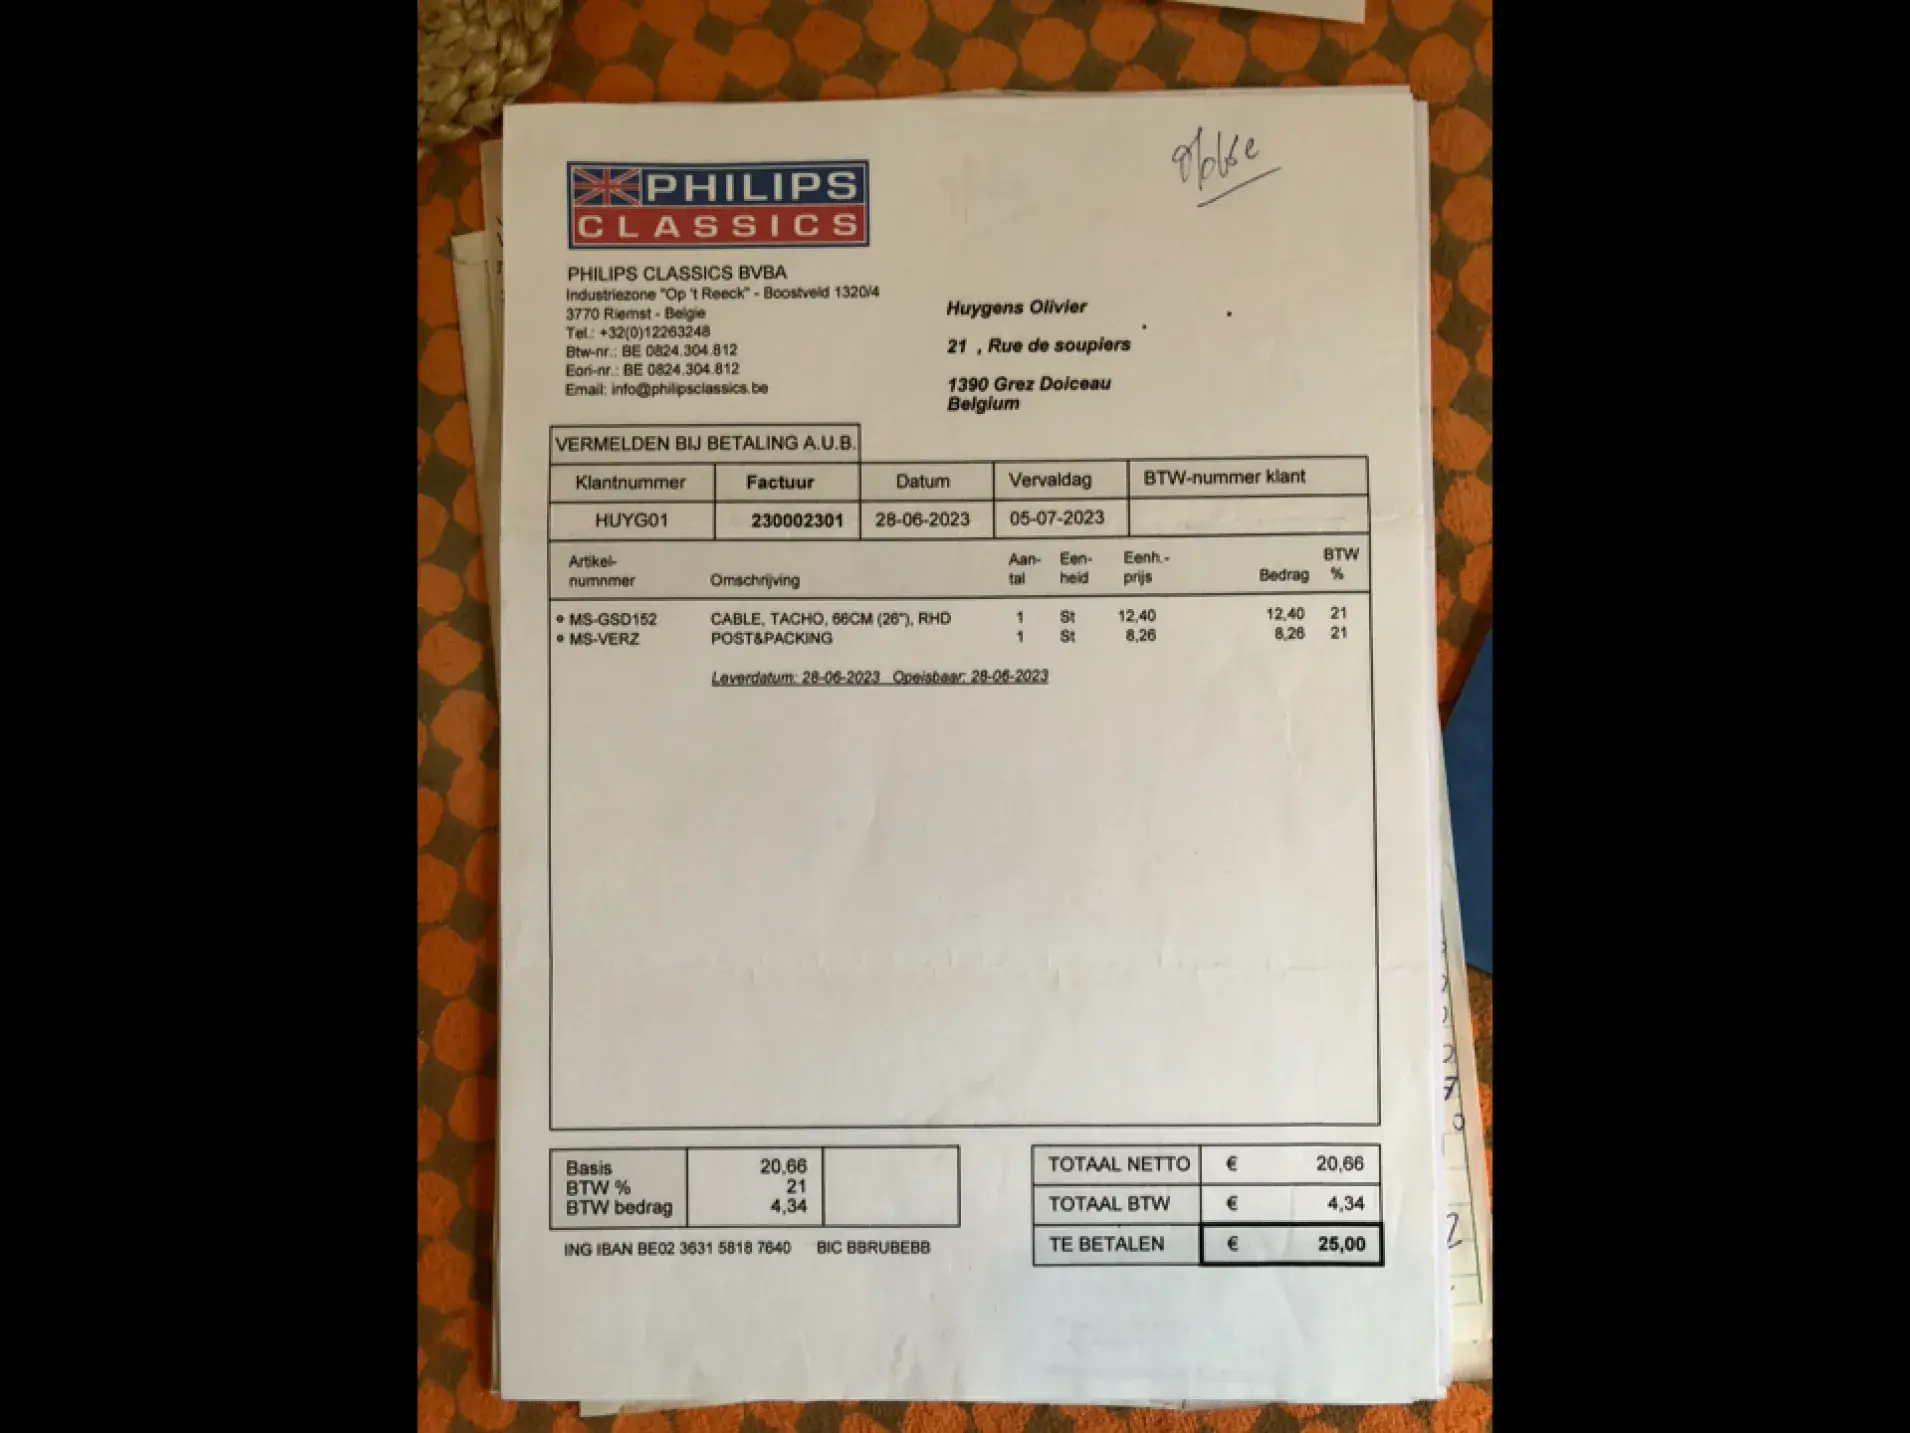 PHILIPS
CLASSICS
PHILIPS CLASSICS BVBA
Industriezone "Op 't Reeck" - Boostveld 1320/4
3770 Riemst - Belgie
Tel.: +32(0)12263248
Btw-nr.: BE 0824.304.812
Eori-nr.: BE 0824.304.812
Email: info@philipsclassics.be
Huygens Olivier
21 , Rue de soupiers
1390 Grez Doiceau
Belgium
VERMELDEN BIJ BETALING A.U.B.
Klantnummer Factuur Datum Vervaldag BTW-nummer klant
HUYG01 230002301 28-06-2023 05-07-2023
Artikel-nummmer Omschrijving Aan-tal Een-heid Eenh.-prijs Bedrag BTW %
MS-GSD152 CABLE, TACHO, 66CM (26"), RHD 1 St 12,40 12,40 21
MS-VERZ POST&PACKING 1 St 8,26 8,26 21
Leverdatum: 28-06-2023 Opeisbaar: 28-06-2023
Basis 20,66
BTW % 21
BTW bedrag 4,34
ING IBAN BE02 3631 5818 7640 BIC BBRUBEBB
TOTAAL NETTO € 20,66
TOTAAL BTW € 4,34
TE BETALEN € 25,00